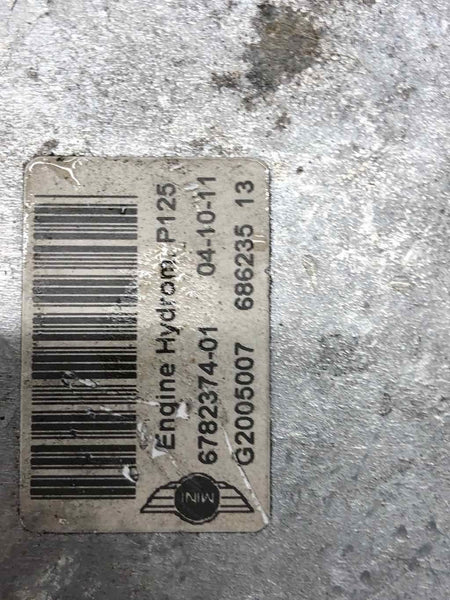 Engine Hydrom. P125
6782374-01 04-10-11
G2005007 686235 13
MINI